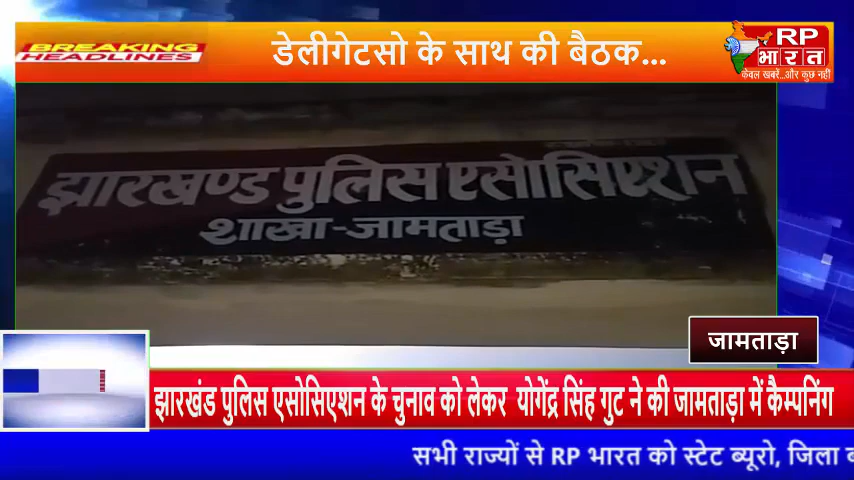 BREAKING
HEADLINES
डेलीगेटसो के साथ की बैठक...
RP
भारत
केवल खबरें...और कुछ नहीं
झारखण्ड पुलिस एसोसिएशन
शाखा-जामताड़ा
जामताड़ा
झारखंड पुलिस एसोसिएशन के चुनाव को लेकर योगेंद्र सिंह गुट ने की जामताड़ा में कैम्पनिंग
सभी राज्यों से RP भारत को स्टेट ब्यूरो, जिला ब